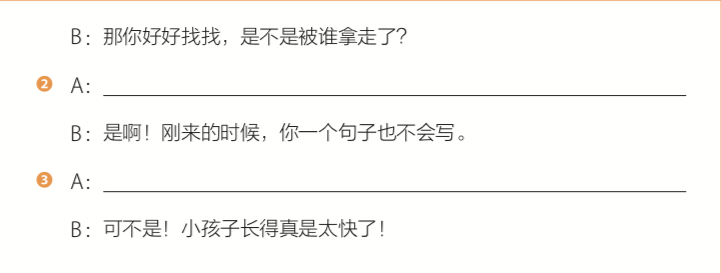 B：那你好好找找，是不是被谁拿走了？
❷ A：
B：是啊！刚来的时候，你一个句子也不会写。
❸ A：
B：可不是！小孩子长得真是太快了！